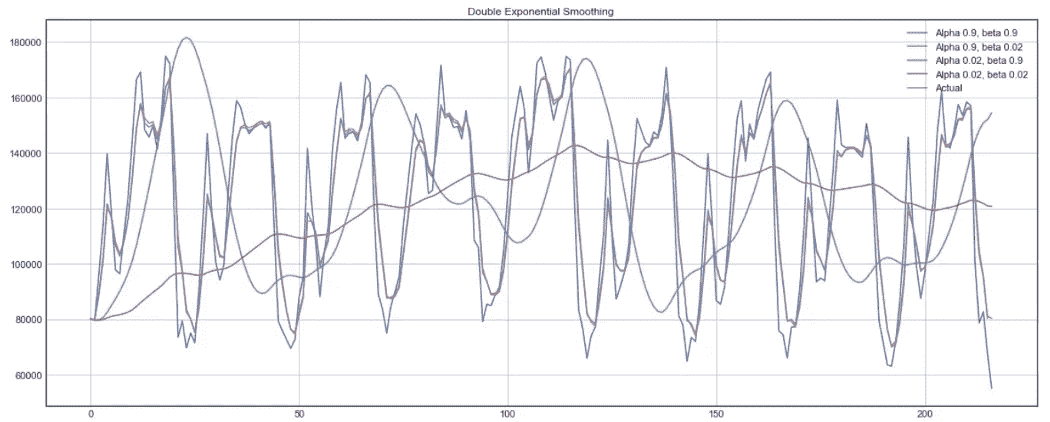 Double Exponential Smoothing
Alpha 0.9, beta 0.9
Alpha 0.9, beta 0.02
Alpha 0.02, beta 0.9
Alpha 0.02, beta 0.02
Actual
180000
160000
140000
120000
100000
80000
60000
0 50 100 150 200